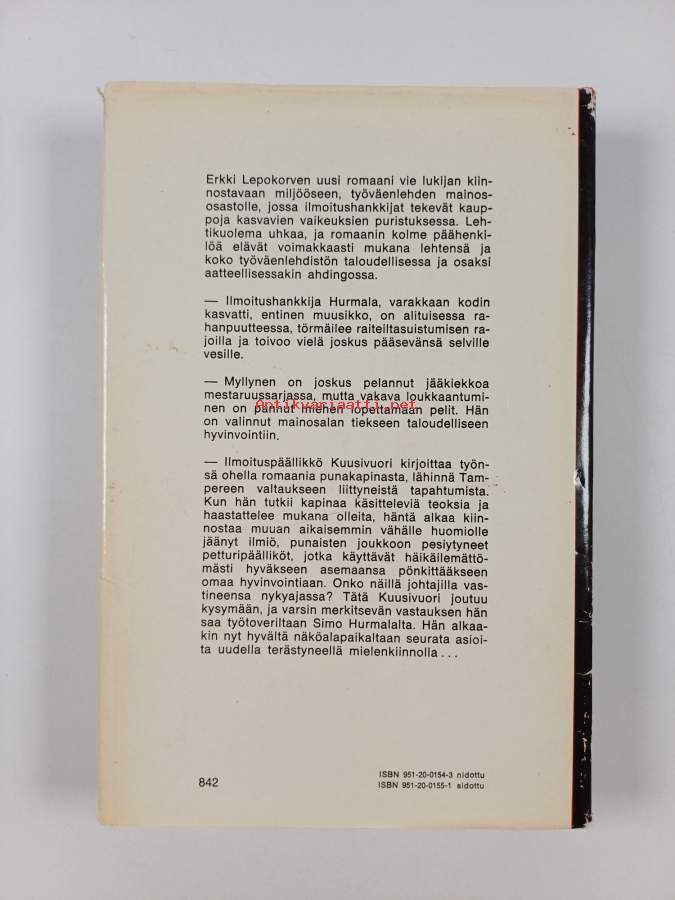 Erkki Lepokorven uusi romaani vie lukijan kiin-
nostavaan miljööseen, työväenlehden mainos-
osastolle, jossa ilmoitushankkijat tekevät kaup-
poja kasvavien vaikeuksien puristuksessa. Leh-
tikuolema uhkaa, ja romaanin kolme päähenki-
löä elävät voimakkaasti mukana lehtensä ja
koko työväenlehdistön taloudellisessa ja osaksi
aatteellisessakin ahdingossa.
— Ilmoitushankkija Hurmala, varakkaan kodin
kasvatti, entinen muusikko, on alituisessa ra-
hanpuutteessa, törmäilee raiteiltasuistumisen ra-
joilla ja toivoo vielä joskus pääsevänsä selville
vesille.
— Myllynen on joskus pelannut jääkiekkoa
mestaruussarjassa, mutta vakava loukkaantumi-
Antikvariaatti.net
nen on pannut miehen lopettamaan pelit. Hän
on valinnut mainosalan tiekseen taloudelliseen
hyvinvointiin.
— Ilmoituspäällikkö Kuusivuori kirjoittaa työn-
sä ohella romaania punakapinasta, lähinnä Tam-
pereen valtaukseen liittyneistä tapahtumista.
Kun hän tutkii kapinaa käsitteleviä teoksia ja
haastattelee mukana olleita, häntä alkaa kiin-
nostaa muuan aikaisemmin vähälle huomiolle
jäänyt ilmiö, punaisten joukkoon pesiytyneet
petturipäälliköt, jotka käyttävät häikäilemättö-
mästi hyväkseen asemaansa pönkittääkseen
omaa hyvinvointiaan. Onko näillä johtajilla vas-
tineensa nykyajassa? Tätä Kuusivuori joutuu
kysymään, ja varsin merkitsevän vastauksen hän
saa työtoveriltaan Simo Hurmalalta. Hän alkaa-
kin nyt hyvältä näköalapaikaltaan seurata asioi-
ta uudella terästyneellä mielenkiinnolla...
842
ISBN 951-20-0154-3 nidottu
ISBN 951-20-0155-1 sidottu